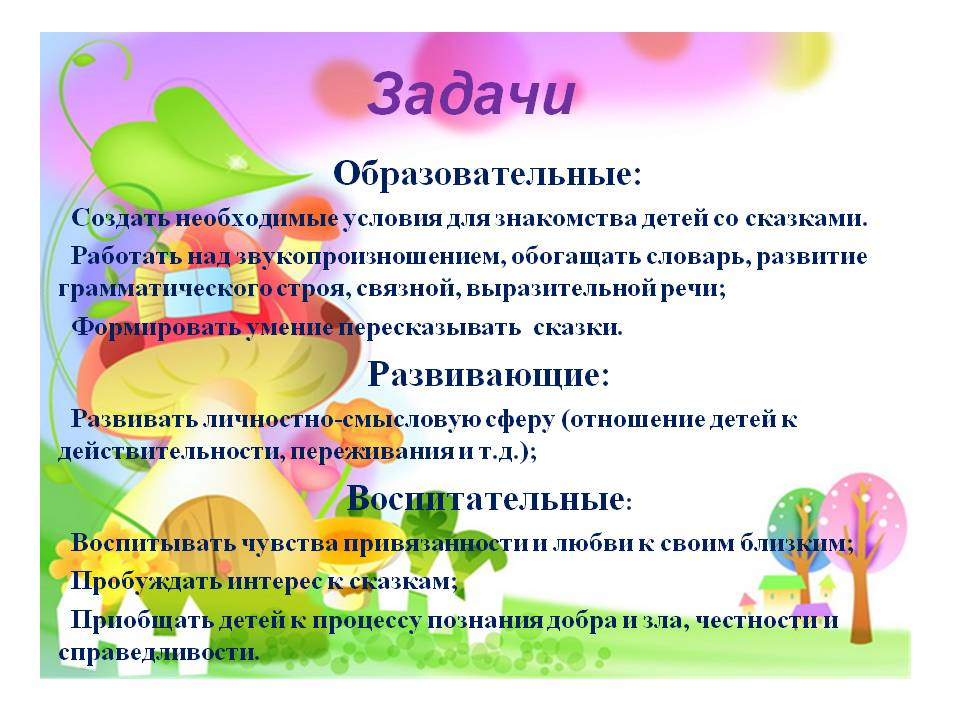 Задачи
Образовательные:
Создать необходимые условия для знакомства детей со сказками.
Работать над звукопроизношением, обогащать словарь, развитие
грамматического строя, связной, выразительной речи;
Формировать умение пересказывать сказки.
Развивающие:
Развивать личностно-смысловую сферу (отношение детей к
действительности, переживания и т.д.);
Воспитательные:
Воспитывать чувства привязанности и любви к своим близким;
Пробуждать интерес к сказкам;
Приобщать детей к процессу познания добра и зла, честности и
справедливости.